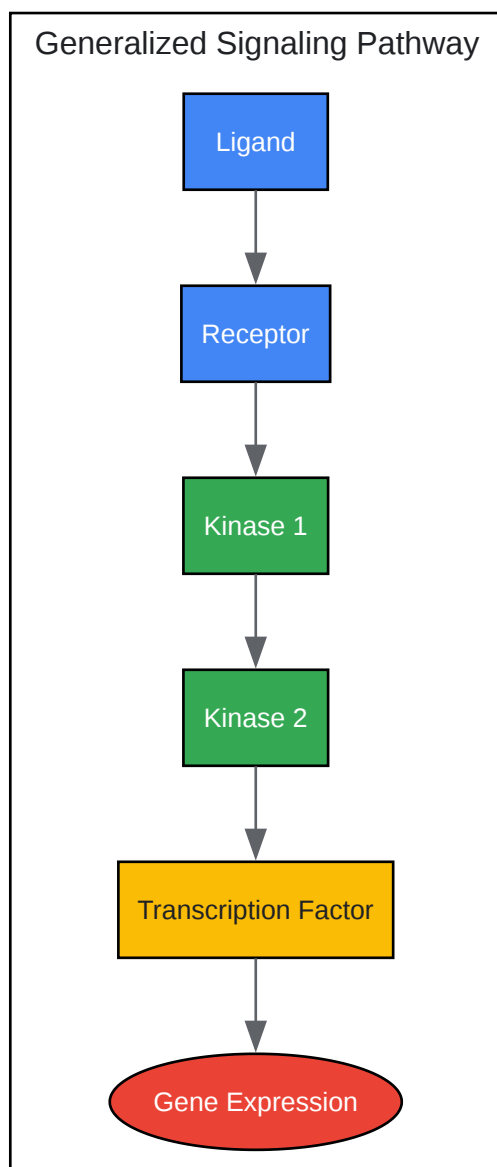 Generalized Signaling Pathway
Ligand
Receptor
Kinase 1
Kinase 2
Transcription Factor
Gene Expression